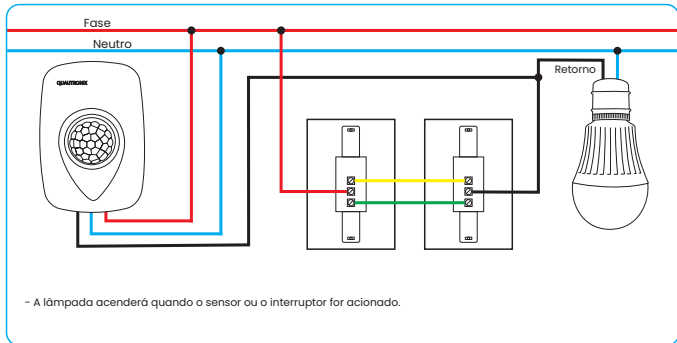 Fase
Neutro
Retorno
QUALITRONIX
- A lâmpada acenderá quando o sensor ou o interruptor for acionado.